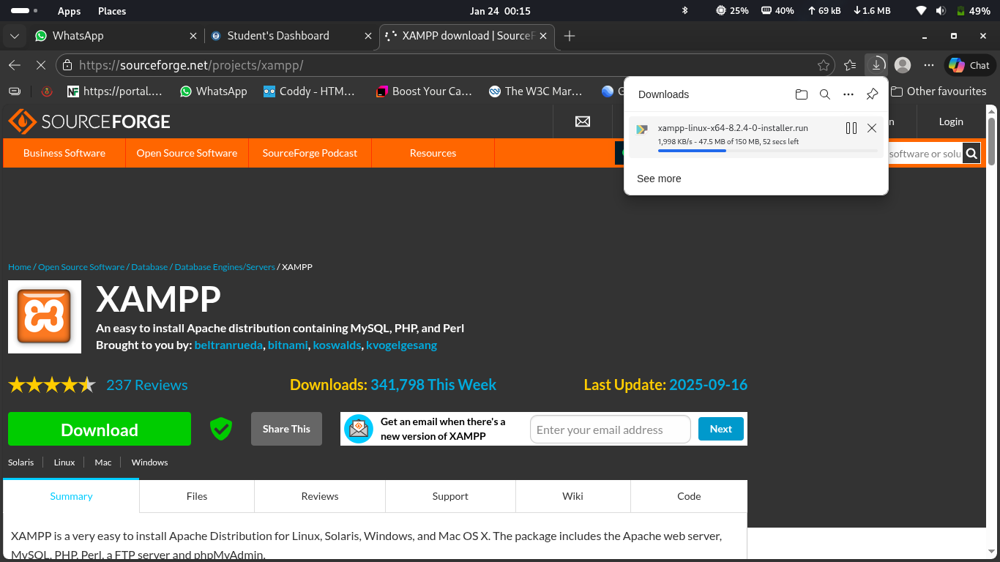 Apps Places Jan 24 00:15 25% 40% 69 kB 1.6 MB 49%
WhatsApp Student's Dashboard XAMPP download | SourceF
https://sourceforge.net/projects/xampp/ Chat
https://portal.... WhatsApp Coddy - HTM... Boost Your Ca... The W3C Mar... G Other favourites
Downloads
xampp-linux-x64-8.2.4-0-installer.run
1,998 KB/s - 47.5 MB of 150 MB, 52 secs left
See more
SOURCEFORGE n Login
Business Software Open Source Software SourceForge Podcast Resources software or solu
Home / Open Source Software / Database / Database Engines/Servers / XAMPP
XAMPP
An easy to install Apache distribution containing MySQL, PHP, and Perl
Brought to you by: beltranrueda, bitnami, koswalds, kvogelgesang
237 Reviews Downloads: 341,798 This Week Last Update: 2025-09-16
Download Share This Get an email when there's a
new version of XAMPP Enter your email address Next
Solaris Linux Mac Windows
Summary Files Reviews Support Wiki Code
XAMPP is a very easy to install Apache Distribution for Linux, Solaris, Windows, and Mac OS X. The package includes the Apache web server,
MySQL, PHP, Perl, a FTP server and phpMyAdmin.